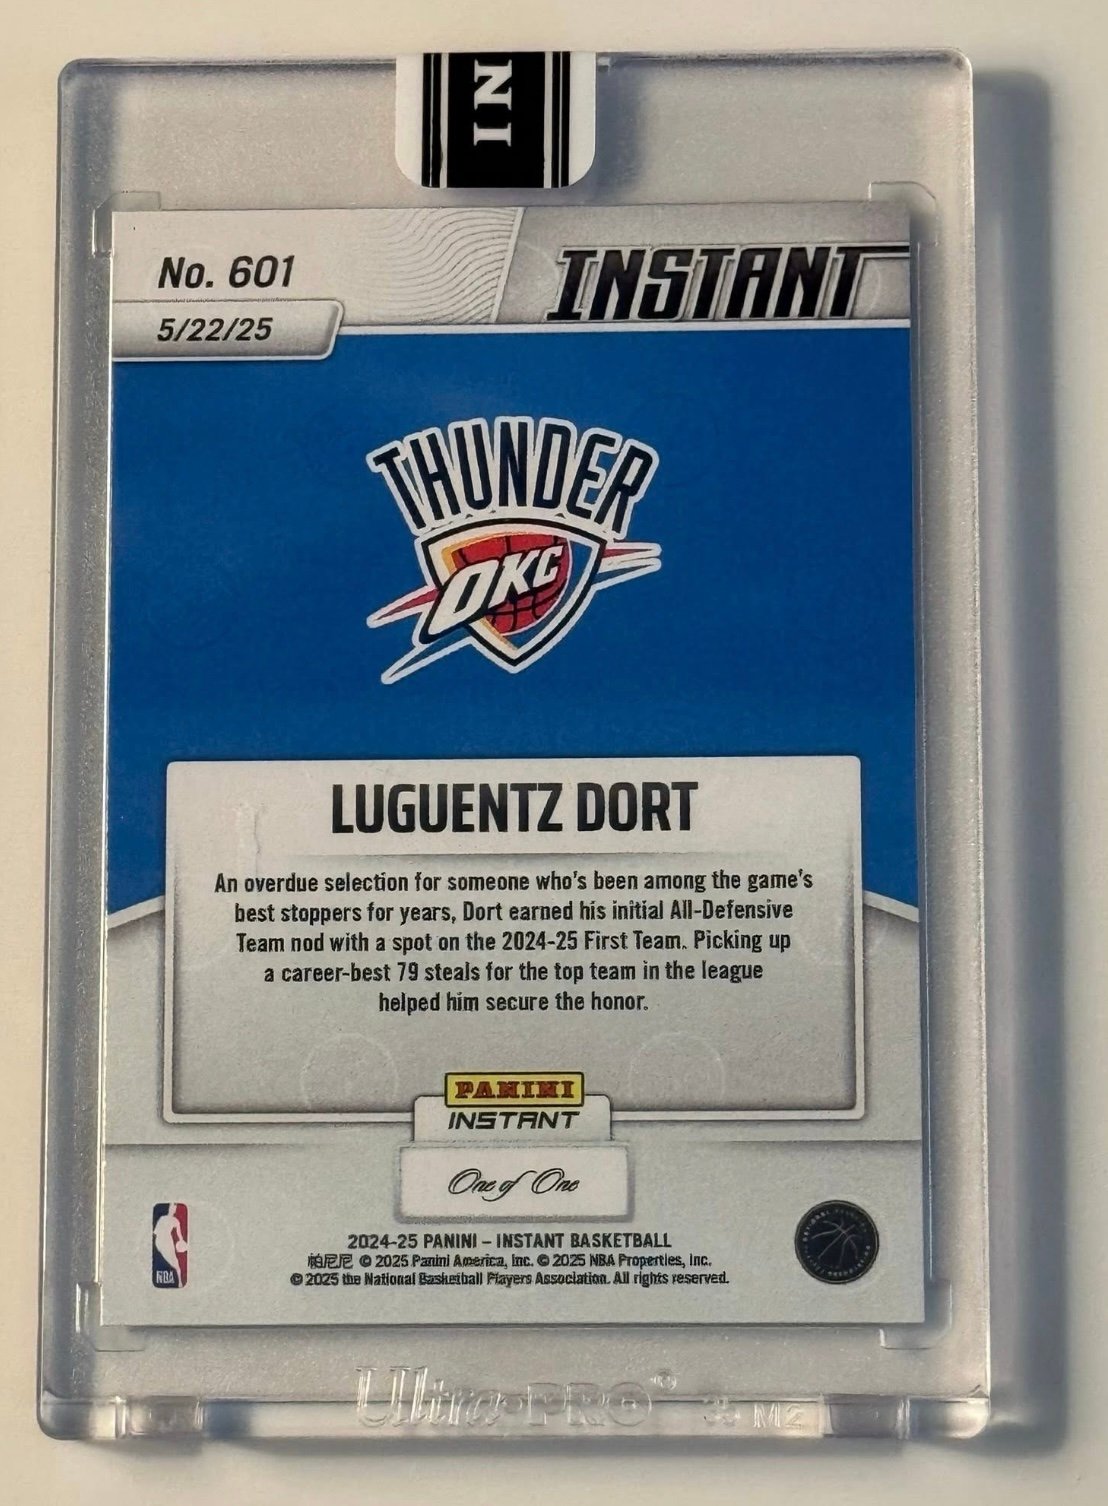 IN
No. 601
INSTANT
5/22/25
THUNDER
OKC
LUGUENTZ DORT
An overdue selection for someone who's been among the game's
best stoppers for years, Dort earned his initial All-Defensive
Team nod with a spot on the 2024-25 First Team. Picking up
a career-best 79 steals for the top team in the league
helped him secure the honor.
PANINI
INSTANT
One of One
2024-25 PANINI – INSTANT BASKETBALL
帕尼尼 © 2025 Panini America, Inc. © 2025 NBA Properties, Inc.
© 2025 the National Basketball Players Association. All rights reserved.
NBA
Ultra·PRO®